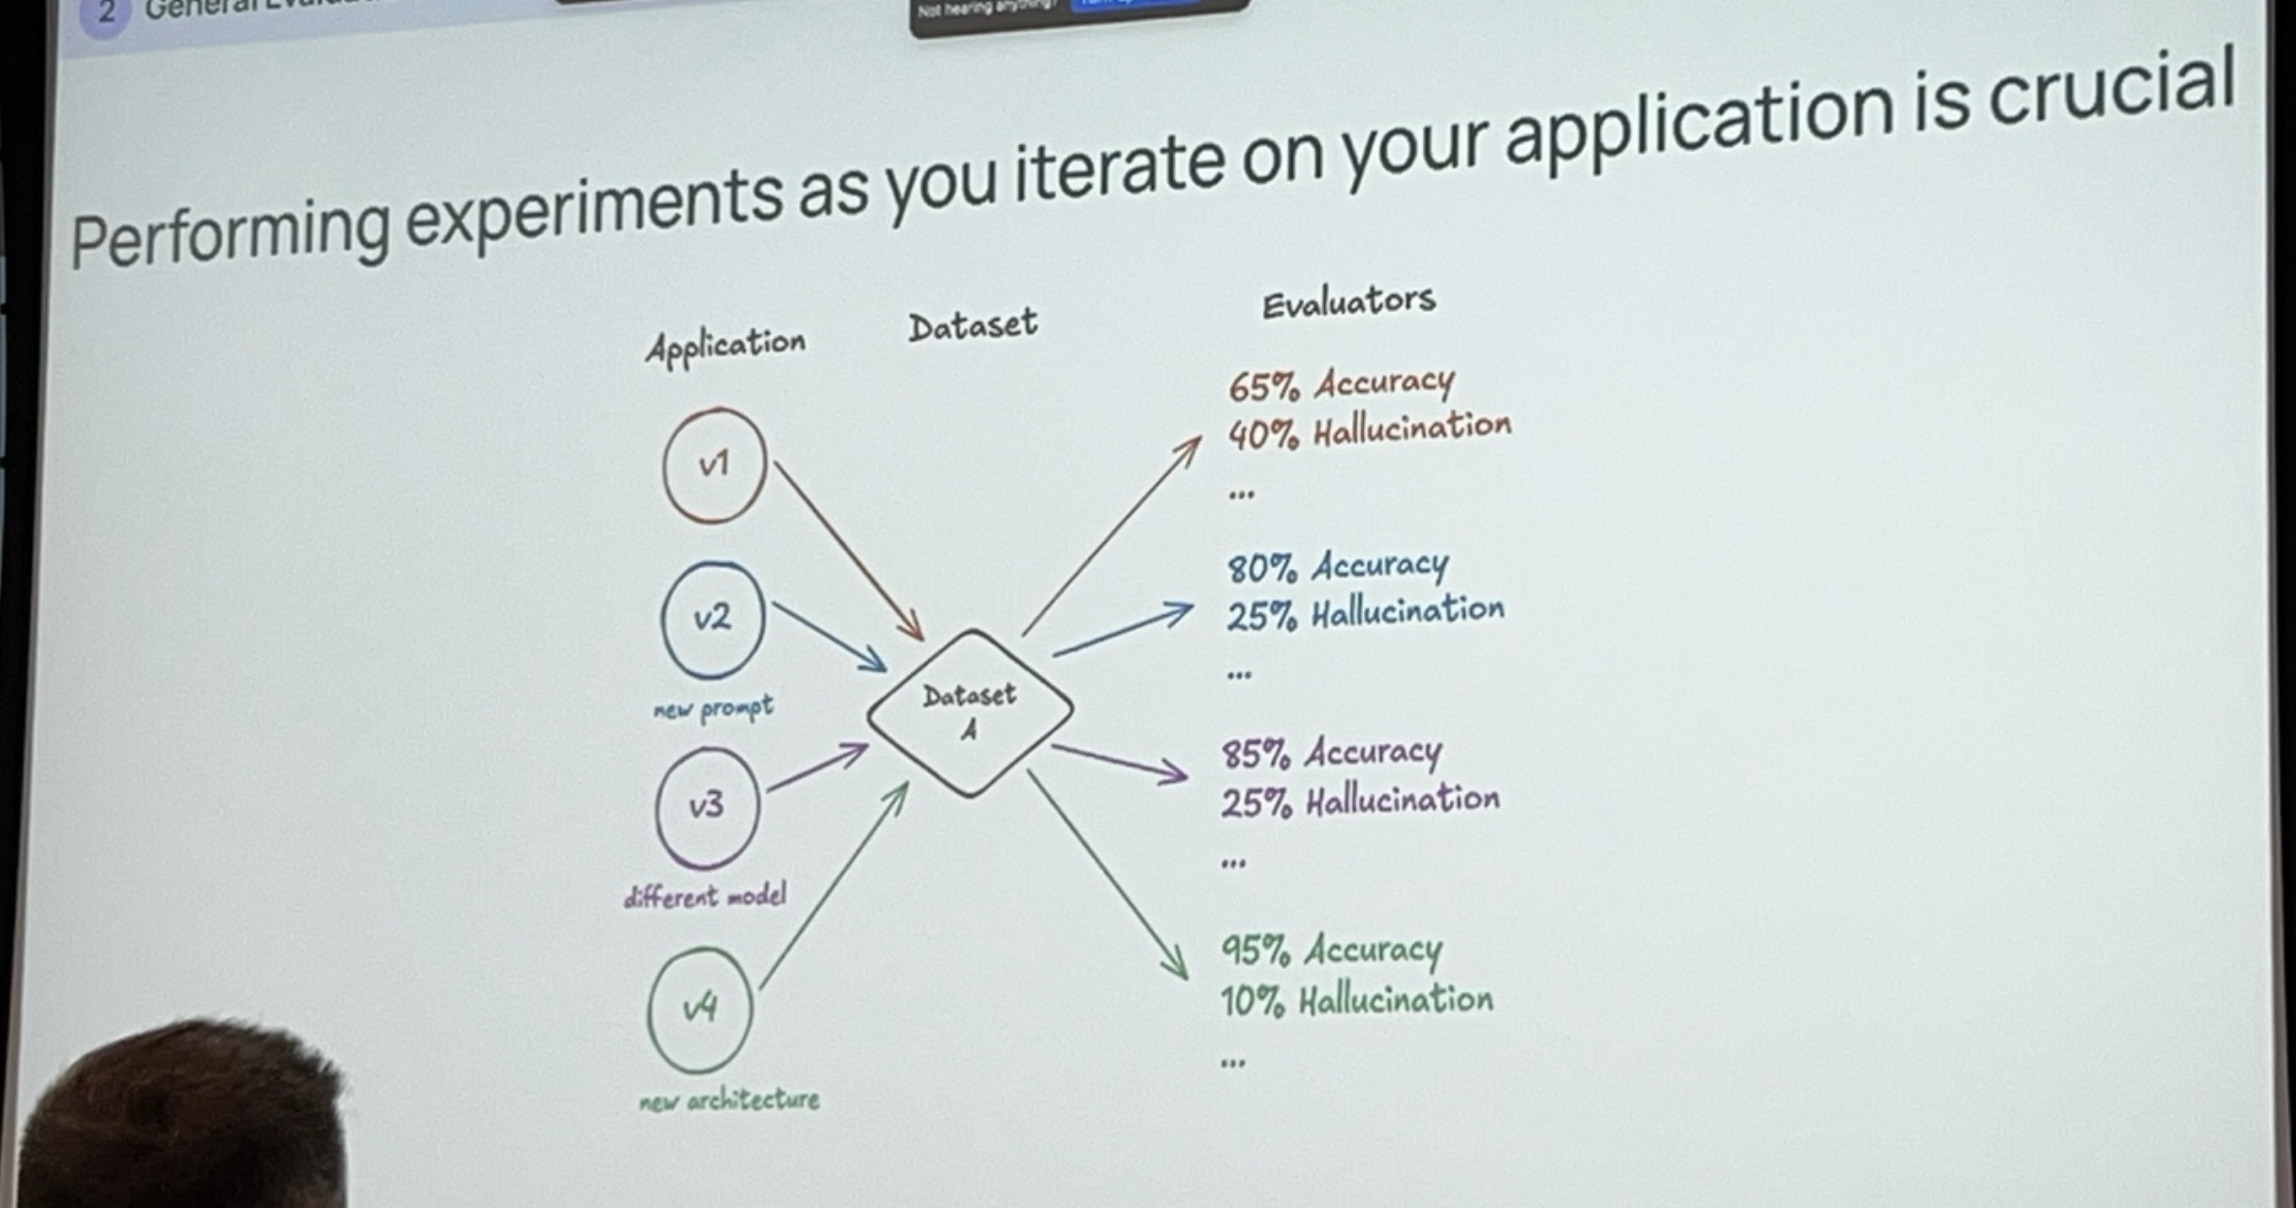 2 General
Not hearing anything?
Performing experiments as you iterate on your application is crucial
Application
Dataset
Evaluators
v1
65% Accuracy
40% Hallucination
...
v2
new prompt
80% Accuracy
25% Hallucination
...
Dataset
A
v3
different model
85% Accuracy
25% Hallucination
...
v4
new architecture
95% Accuracy
10% Hallucination
...